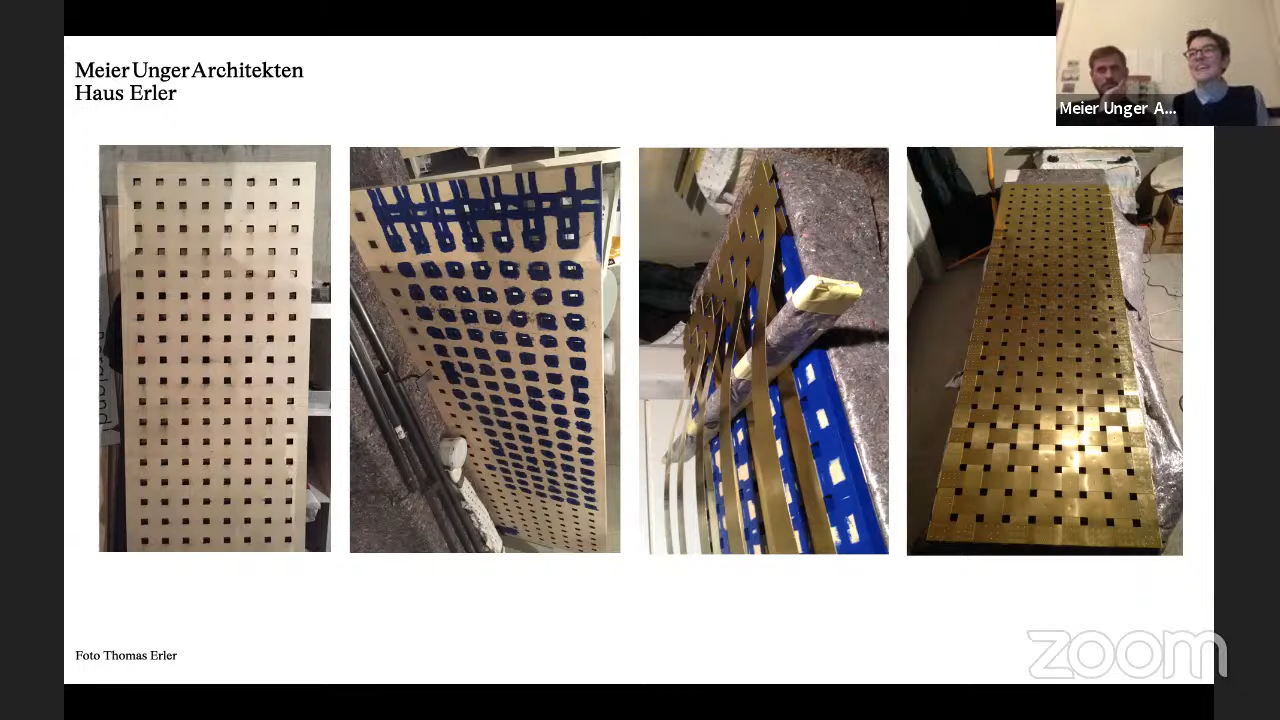 Meier Unger Architekten
Haus Erler
Meier Unger A...
Foto Thomas Erler
zoom